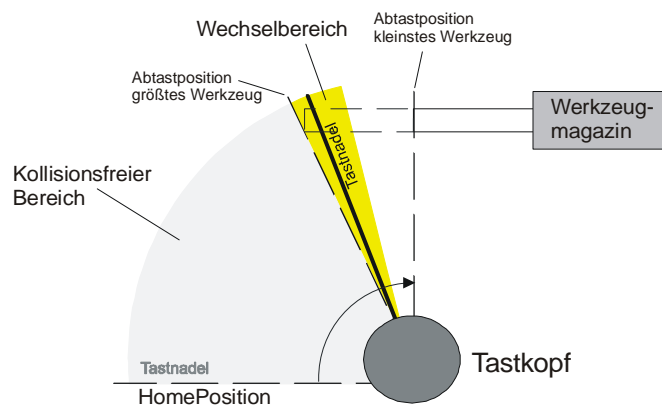 Wechselbereich
Abtastposition
kleinstes Werkzeug
Abtastposition
größtes Werkzeug
Werkzeug-
magazin
Tastnadel
Kollisionsfreier
Bereich
Tastnadel
HomePosition
Tastkopf